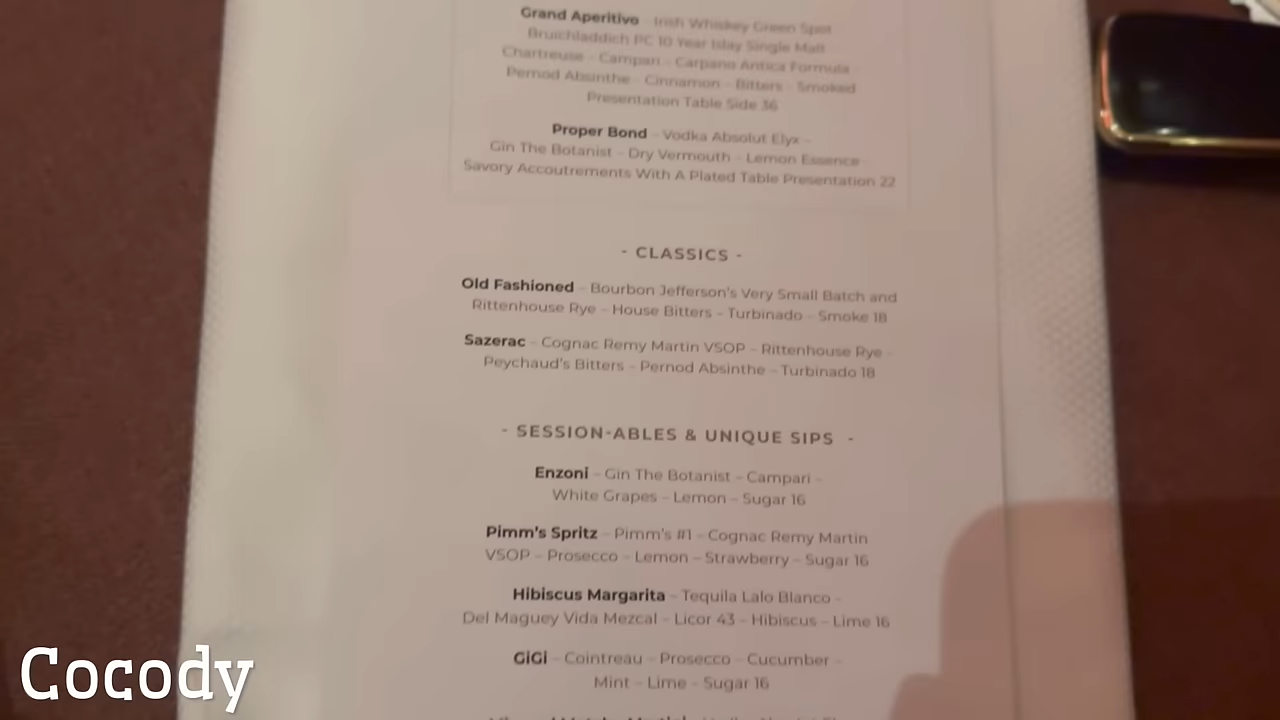 Grand Aperitivo - Irish Whiskey Green Spot
Bruichladdich PC 10 Year Islay Single Malt
Chartreuse - Campari - Carpano Antica Formula -
Pernod Absinthe - Cinnamon - Bitters - Smoked
Presentation Table Side 36
Proper Bond - Vodka Absolut Elyx -
Gin The Botanist - Dry Vermouth - Lemon Essence -
Savory Accoutrements With A Plated Table Presentation 22
- CLASSICS -
Old Fashioned - Bourbon Jefferson's Very Small Batch and
Rittenhouse Rye - House Bitters - Turbinado - Smoke 18
Sazerac - Cognac Remy Martin VSOP - Rittenhouse Rye -
Peychaud's Bitters - Pernod Absinthe - Turbinado 18
- SESSION-ABLES & UNIQUE SIPS -
Enzoni - Gin The Botanist - Campari -
White Grapes - Lemon - Sugar 16
Pimm's Spritz - Pimm's #1 - Cognac Remy Martin
VSOP - Prosecco - Lemon - Strawberry - Sugar 16
Hibiscus Margarita - Tequila Lalo Blanco -
Del Maguey Vida Mezcal - Licor 43 - Hibiscus - Lime 16
GiGi - Cointreau - Prosecco - Cucumber -
Mint - Lime - Sugar 16
Cocody